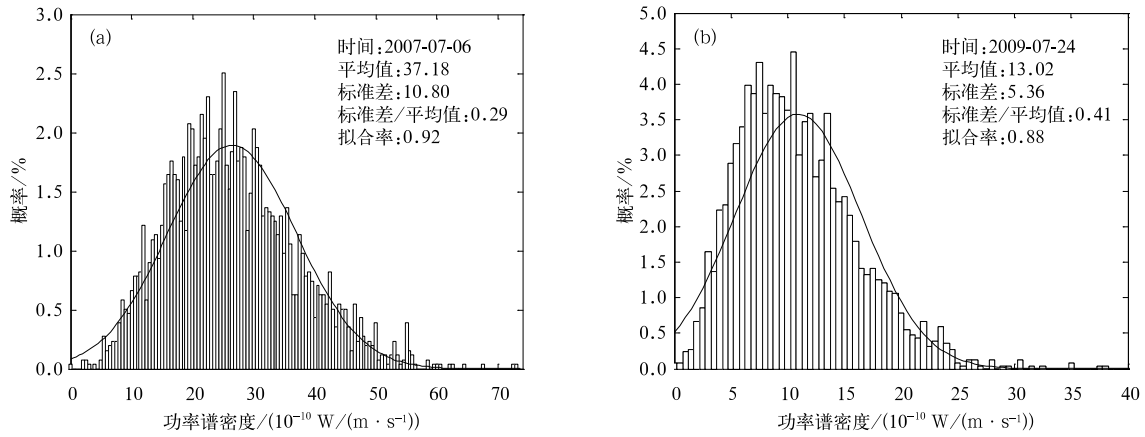 (a)
时间:2007-07-06
平均值:37.18
标准差:10.80
标准差/平均值:0.29
拟合率:0.92
概率/%
3.0
2.5
2.0
1.5
1.0
0.5
0.0
0 10 20 30 40 50 60 70
功率谱密度/(10⁻¹⁰ W/(m · s⁻¹))
(b)
时间:2009-07-24
平均值:13.02
标准差:5.36
标准差/平均值:0.41
拟合率:0.88
概率/%
5.0
4.5
4.0
3.5
3.0
2.5
2.0
1.5
1.0
0.5
0.0
0 5 10 15 20 25 30 35 40
功率谱密度/(10⁻¹⁰ W/(m · s⁻¹))